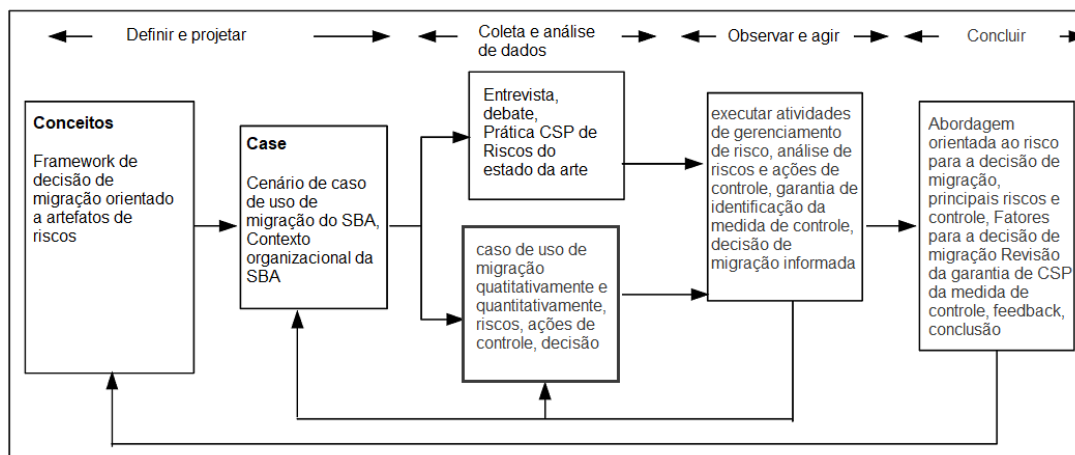 Definir e projetar
Coleta e análise
de dados
Observar e agir
Concluir
Conceitos
Framework de
decisão de
migração orientado
a artefatos de
riscos
Case
Cenário de caso
de uso de
migração do SBA,
Contexto
organizacional da
SBA
Entrevista,
debate,
Prática CSP de
Riscos do
estado da arte
caso de uso de
migração
quatitativamente e
quantitativamente,
riscos, ações de
controle, decisão
executar atividades
de gerenciamento
de risco, análise de
riscos e ações de
controle, garantia de
identificação da
medida de controle,
decisão de
migração informada
Abordagem
orientada ao risco
para a decisão de
migração,
principais riscos e
controle, Fatores
para a decisão de
migração Revisão
da garantia de CSP
da medida de
controle, feedback,
conclusão